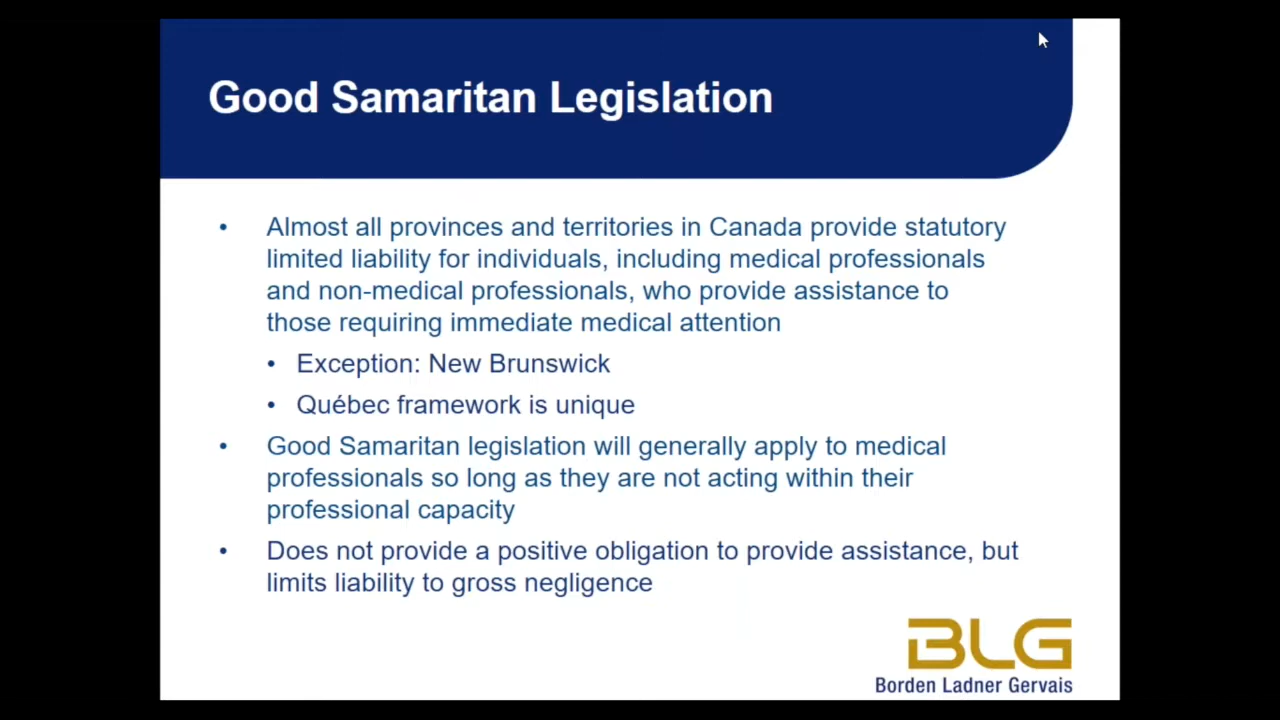 Good Samaritan Legislation
• Almost all provinces and territories in Canada provide statutory
limited liability for individuals, including medical professionals
and non-medical professionals, who provide assistance to
those requiring immediate medical attention
• Exception: New Brunswick
• Québec framework is unique
• Good Samaritan legislation will generally apply to medical
professionals so long as they are not acting within their
professional capacity
• Does not provide a positive obligation to provide assistance, but
limits liability to gross negligence
BLG
Borden Ladner Gervais